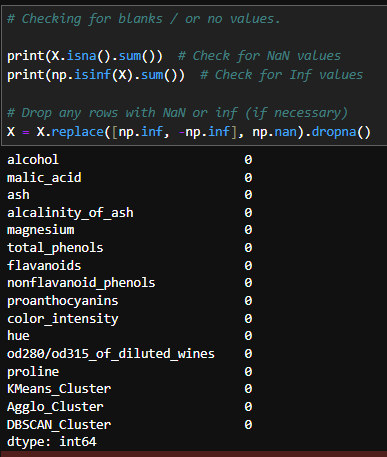 # Checking for blanks / or no values.
print(X.isna().sum())  # Check for NaN values
print(np.isinf(X).sum())  # Check for Inf values
# Drop any rows with NaN or inf (if necessary)
X = X.replace([np.inf, -np.inf], np.nan).dropna()
alcohol 0
malic_acid 0
ash 0
alcalinity_of_ash 0
magnesium 0
total_phenols 0
flavanoids 0
nonflavanoid_phenols 0
proanthocyanins 0
color_intensity 0
hue 0
od280/od315_of_diluted_wines 0
proline 0
KMeans_Cluster 0
Agglo_Cluster 0
DBSCAN_Cluster 0
dtype: int64